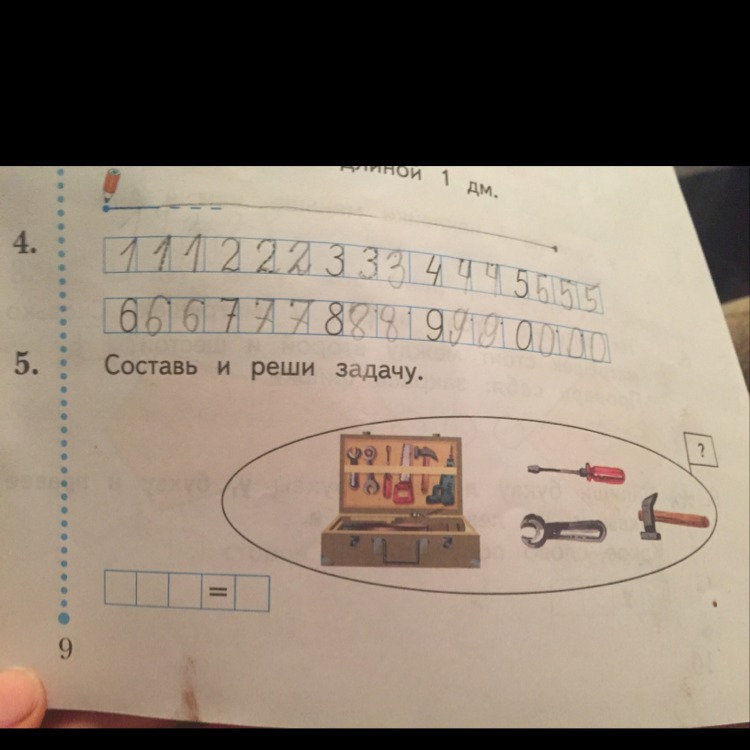 длиной 1 дм.
4. 1 1 1 2 2 2 3 3 3 4 4 4 5 5 5 5
6 6 6 7 7 7 8 8 8 9 9 9 0 0 0 0
5. Составь и реши задачу.
?
=
9